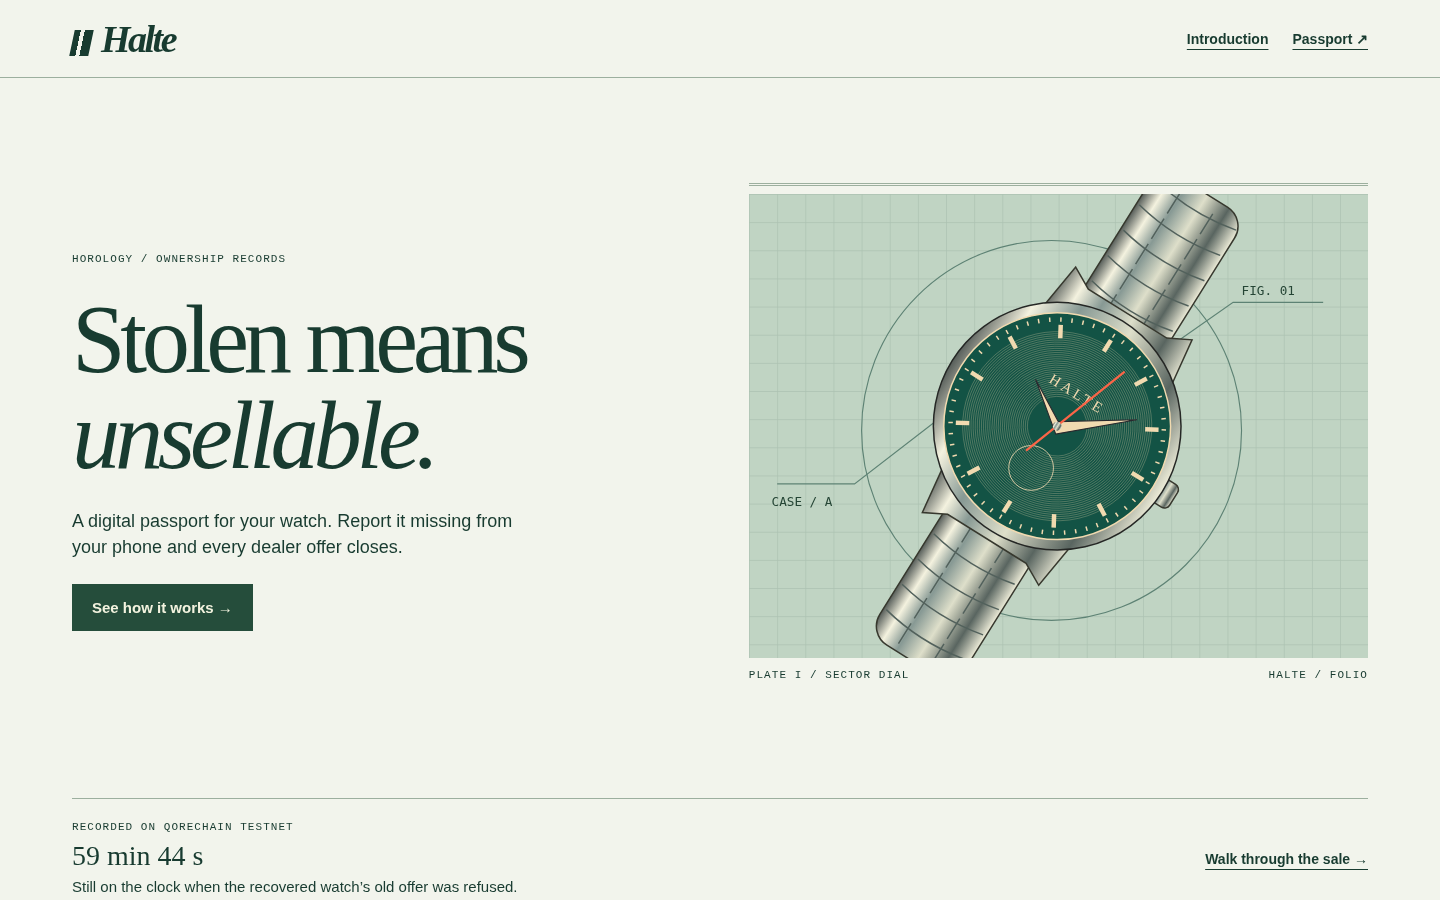 Halte
Introduction
Passport ↗
HOROLOGY / OWNERSHIP RECORDS
Stolen means
unsellable.
A digital passport for your watch. Report it missing from
your phone and every dealer offer closes.
See how it works →
FIG. 01
HALTE
CASE / A
PLATE I / SECTOR DIAL
HALTE / FOLIO
RECORDED ON QORECHAIN TESTNET
59 min 44 s
Still on the clock when the recovered watch’s old offer was refused.
Walk through the sale →